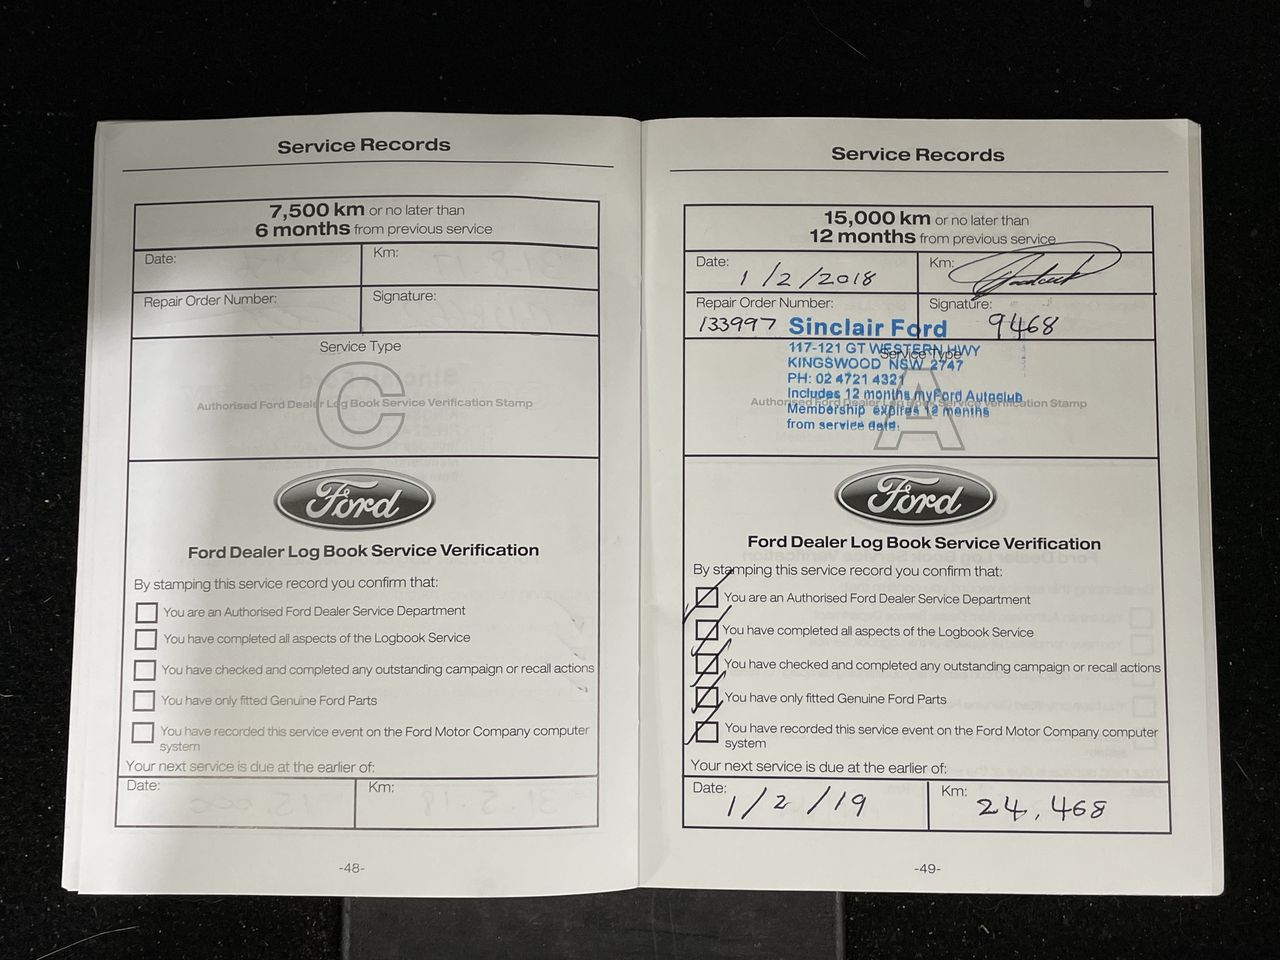 Service Records
7,500 km or no later than
6 months from previous service
Date:
Km:
Repair Order Number:
Signature:
Service Type
C
Authorised Ford Dealer Log Book Service Verification Stamp
Ford
Ford Dealer Log Book Service Verification
By stamping this service record you confirm that:
You are an Authorised Ford Dealer Service Department
You have completed all aspects of the Logbook Service
You have checked and completed any outstanding campaign or recall actions
You have only fitted Genuine Ford Parts
You have recorded this service event on the Ford Motor Company computer
system
Your next service is due at the earlier of:
Date:
Km:
-48-
Service Records
15,000 km or no later than
12 months from previous service
Date:
1/2/2018
Km:
Repair Order Number:
133997
Signature:
9468
Sinclair Ford
117-121 GT WESTERN HWY
KINGSWOOD NSW 2747
PH: 02 4721 4321
Includes 12 months myFord Autoclub
Membership expires 12 months
from service date.
Service Type
A
Authorised Ford Dealer Log Book Service Verification Stamp
Ford
Ford Dealer Log Book Service Verification
By stamping this service record you confirm that:
You are an Authorised Ford Dealer Service Department
You have completed all aspects of the Logbook Service
You have checked and completed any outstanding campaign or recall actions
You have only fitted Genuine Ford Parts
You have recorded this service event on the Ford Motor Company computer
system
Your next service is due at the earlier of:
Date:
1/2/19
Km:
24,468
-49-